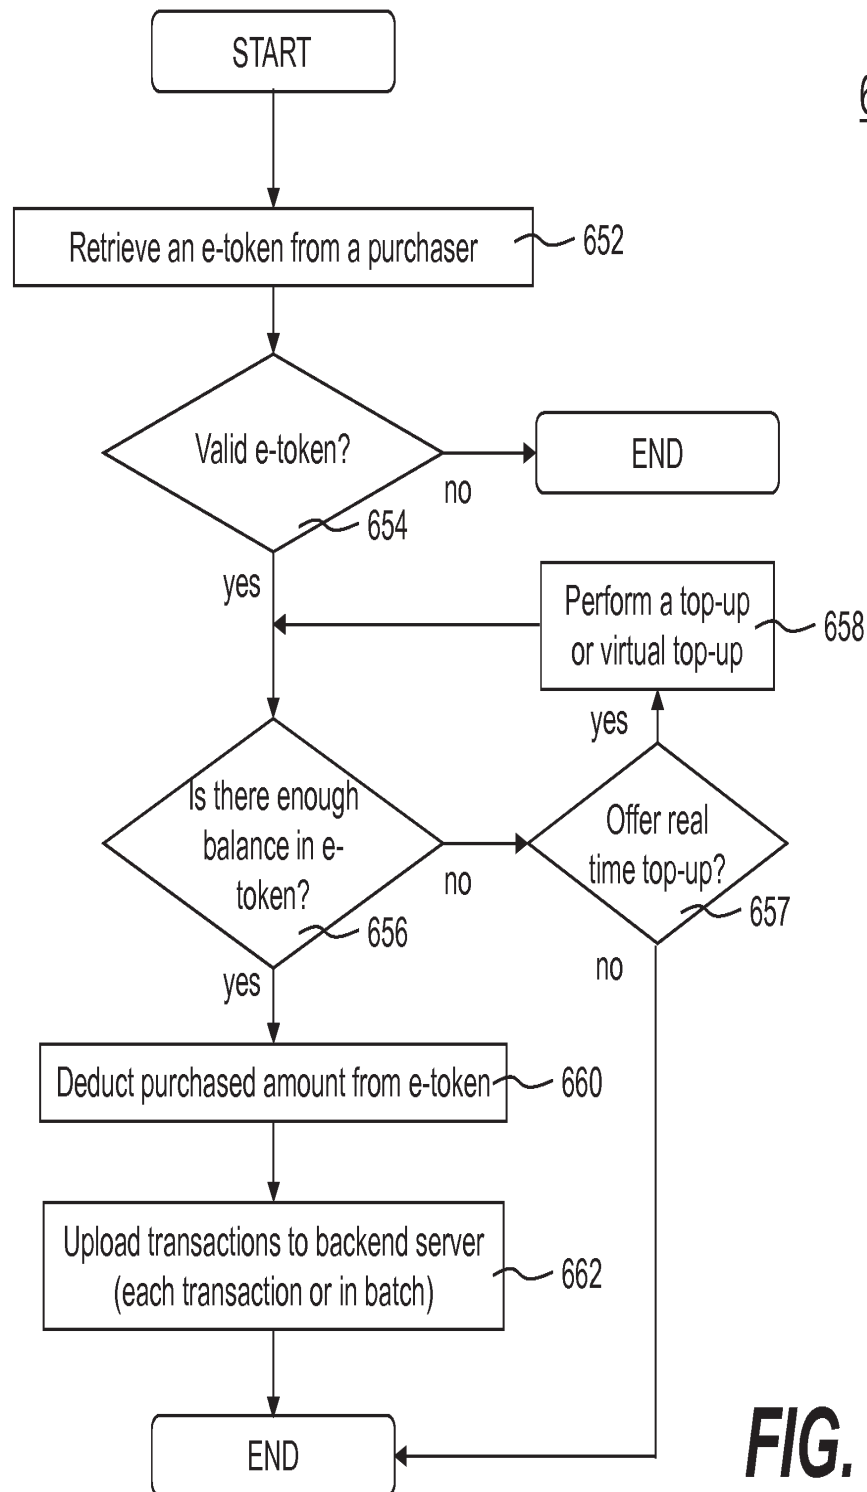 START
6
Retrieve an e-token from a purchaser
652
Valid e-token?
no
END
654
yes
Perform a top-up
or virtual top-up
658
yes
Is there enough
balance in e-
token?
no
Offer real
time top-up?
657
656
yes
no
Deduct purchased amount from e-token
660
Upload transactions to backend server
(each transaction or in batch)
662
END
FIG.